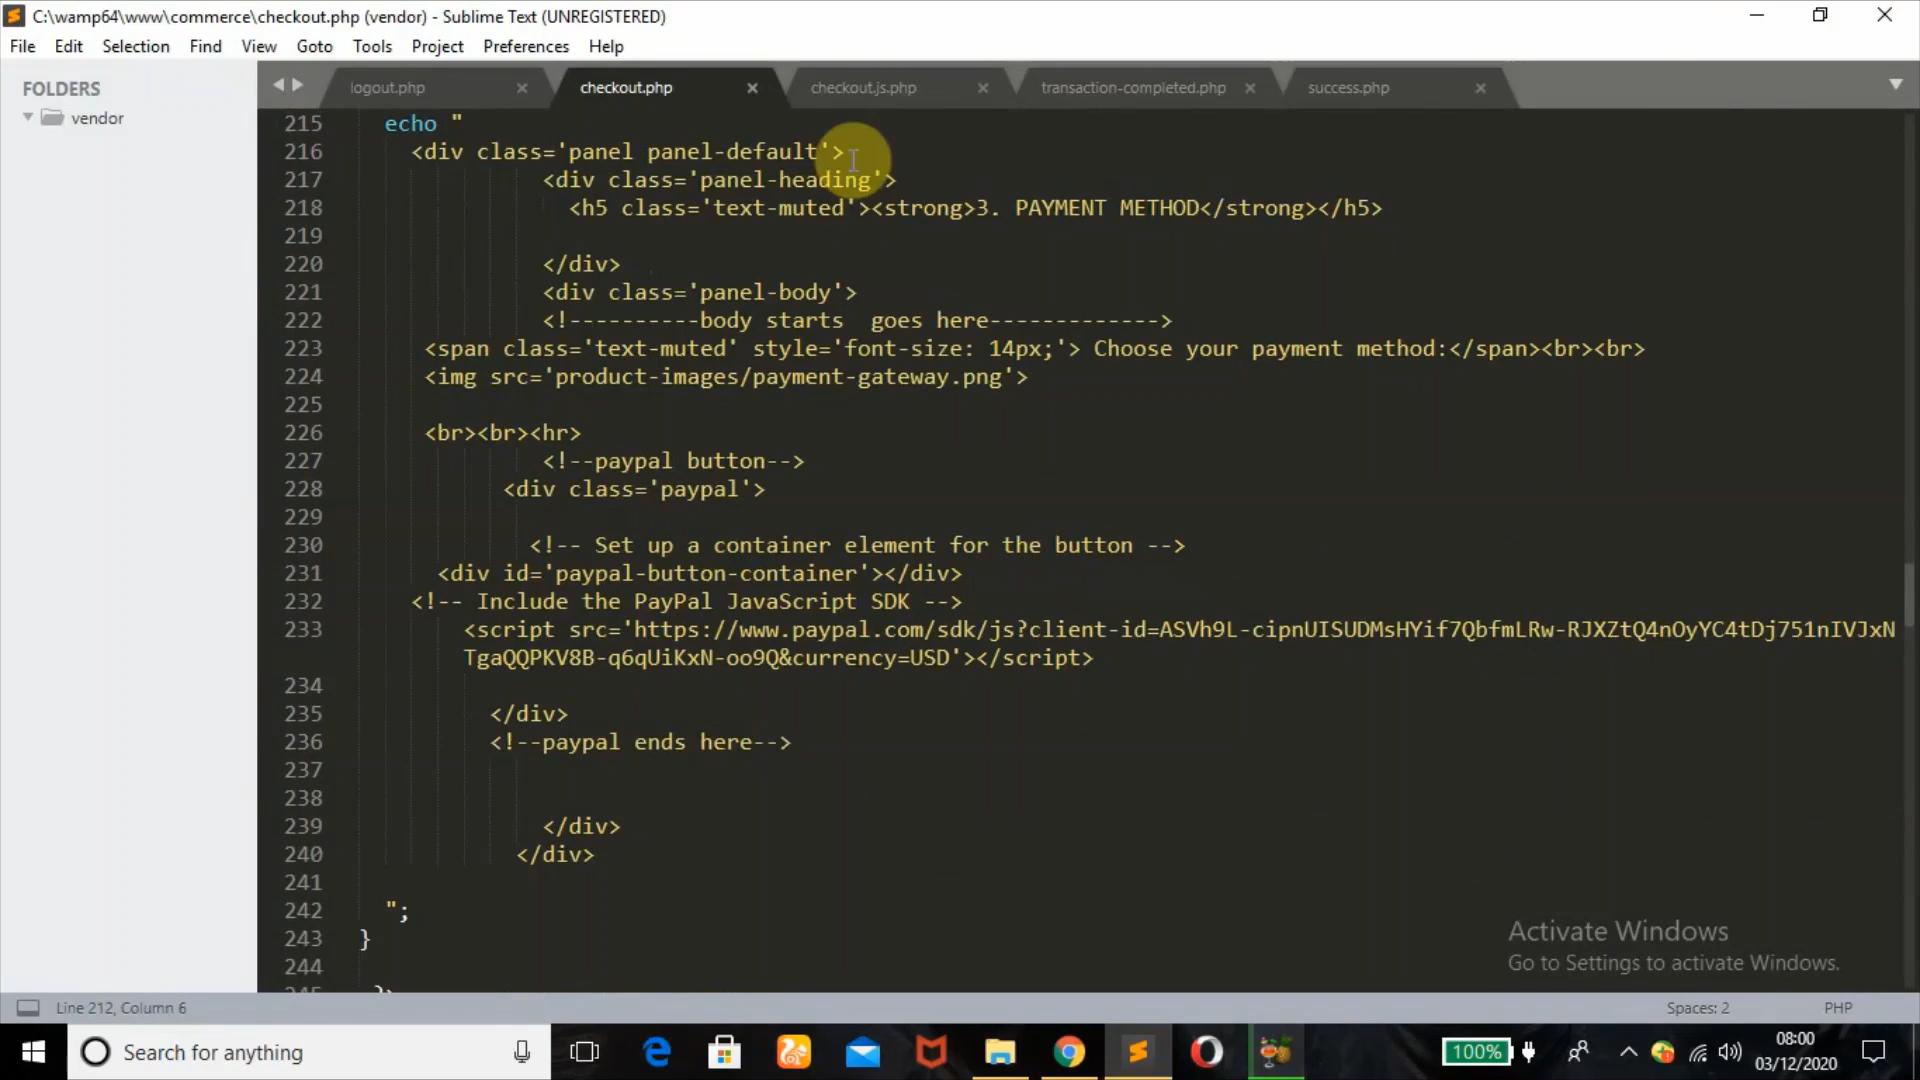 C:\wamp64\www\commerce\checkout.php (vendor) - Sublime Text (UNREGISTERED)
File Edit Selection Find View Goto Tools Project Preferences Help
FOLDERS
vendor
logout.php checkout.php checkout.js.php transaction-completed.php success.php
215 echo "
216 <div class='panel panel-default'>
217 <div class='panel-heading'>
218 <h5 class='text-muted'><strong>3. PAYMENT METHOD</strong></h5>
219
220 </div>
221 <div class='panel-body'>
222 <!----------body starts  goes here------------->
223 <span class='text-muted' style='font-size: 14px;'> Choose your payment method:</span><br><br>
224 <img src='product-images/payment-gateway.png'>
225
226 <br><br><hr>
227 <!--paypal button-->
228 <div class='paypal'>
229
230 <!-- Set up a container element for the button -->
231 <div id='paypal-button-container'></div>
232 <!-- Include the PayPal JavaScript SDK -->
233 <script src='https://www.paypal.com/sdk/js?client-id=ASVh9L-cipnUISUDMsHYif7QbfmLRw-RJXZtQ4nOyYC4tDj751nIVJxN
TgaQQPKV8B-q6qUiKxN-oo9Q&currency=USD'></script>
234
235 </div>
236 <!--paypal ends here-->
237
238
239 </div>
240 </div>
241
242 ";
243 }
244
Activate Windows
Go to Settings to activate Windows.
Line 212, Column 6 Spaces: 2 PHP
Search for anything
100%
08:00
03/12/2020